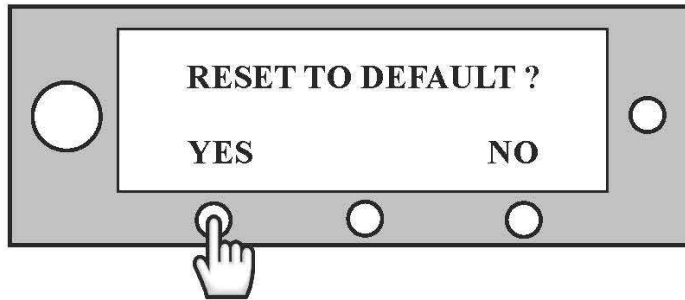 RESET TO DEFAULT ?
YES NO